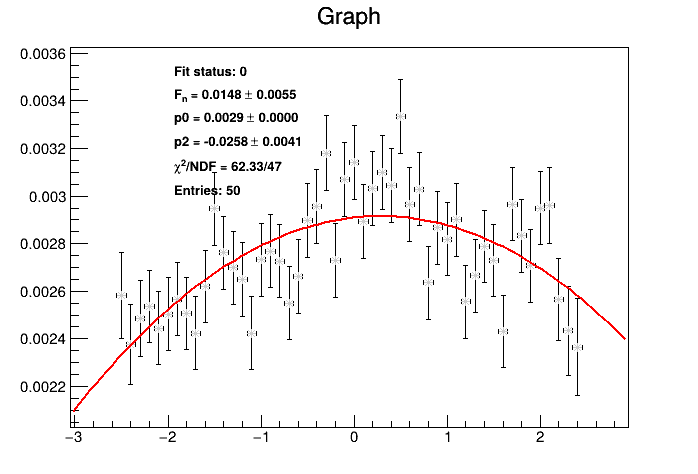 Graph
0.0036
0.0034
0.0032
0.003
0.0028
0.0026
0.0024
0.0022
Fit status: 0
Fn = 0.0148 ± 0.0055
p0 = 0.0029 ± 0.0000
p2 = -0.0258 ± 0.0041
χ²/NDF = 62.33/47
Entries: 50
−3 −2 −1 0 1 2